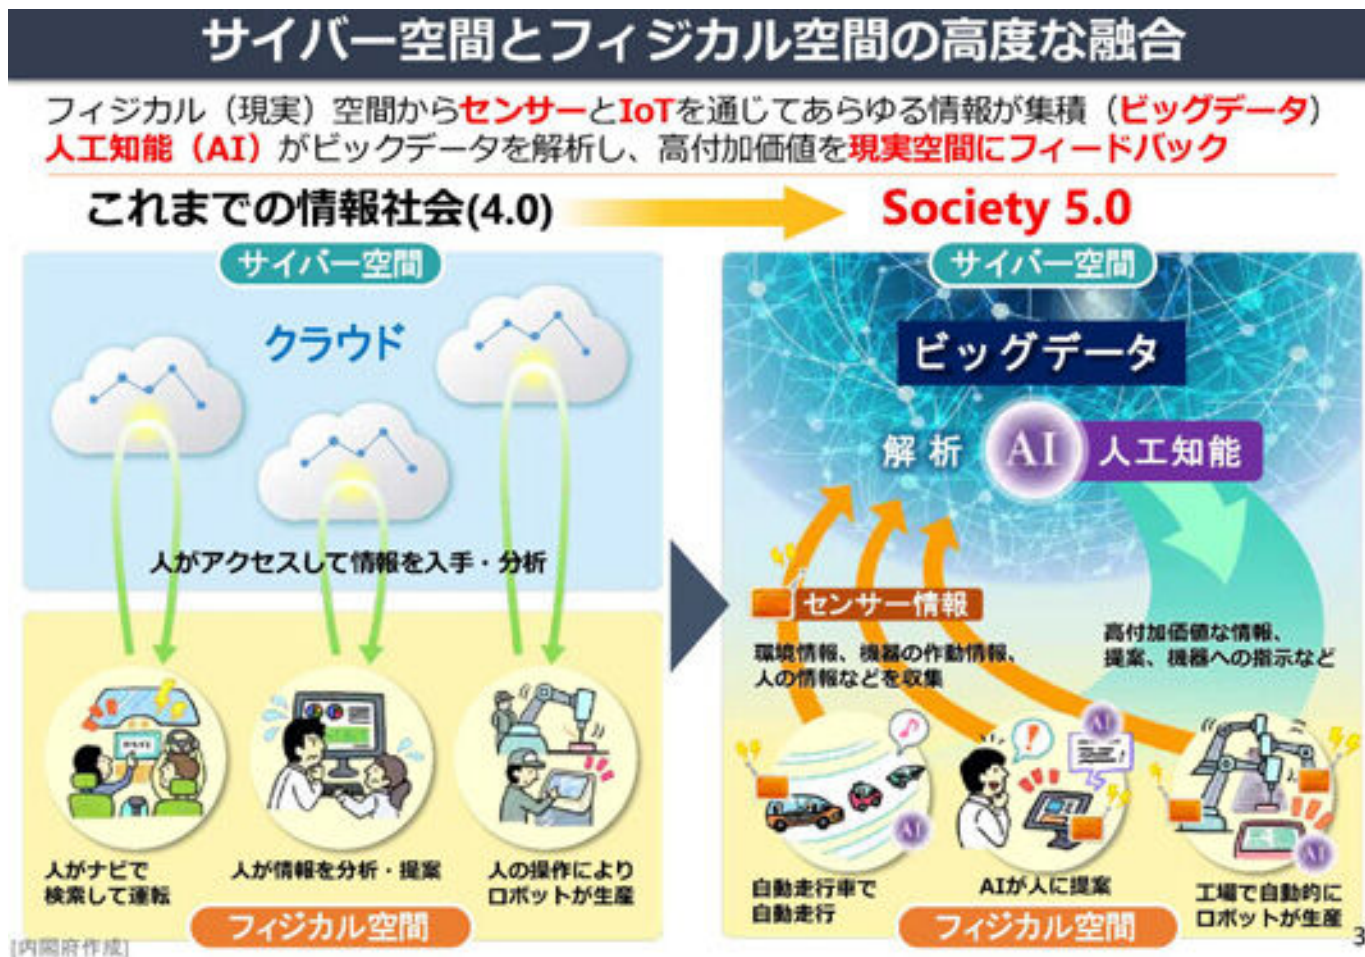 サイバー空間とフィジカル空間の高度な融合
フィジカル（現実）空間からセンサーとIoTを通じてあらゆる情報が集積（ビッグデータ）
人工知能（AI）がビックデータを解析し、高付加価値を現実空間にフィードバック
これまでの情報社会(4.0)
Society 5.0
サイバー空間
クラウド
人がアクセスして情報を入手・分析
人がナビで
検索して運転
人が情報を分析・提案
人の操作により
ロボットが生産
フィジカル空間
サイバー空間
ビッグデータ
解析 AI 人工知能
センサー情報
環境情報、機器の作動情報、
人の情報などを収集
高付加価値な情報、
提案、機器への指示など
AI
AI
AI
自動走行車で
自動走行
AIが人に提案
工場で自動的に
ロボットが生産
フィジカル空間
[内閣府作成]
3